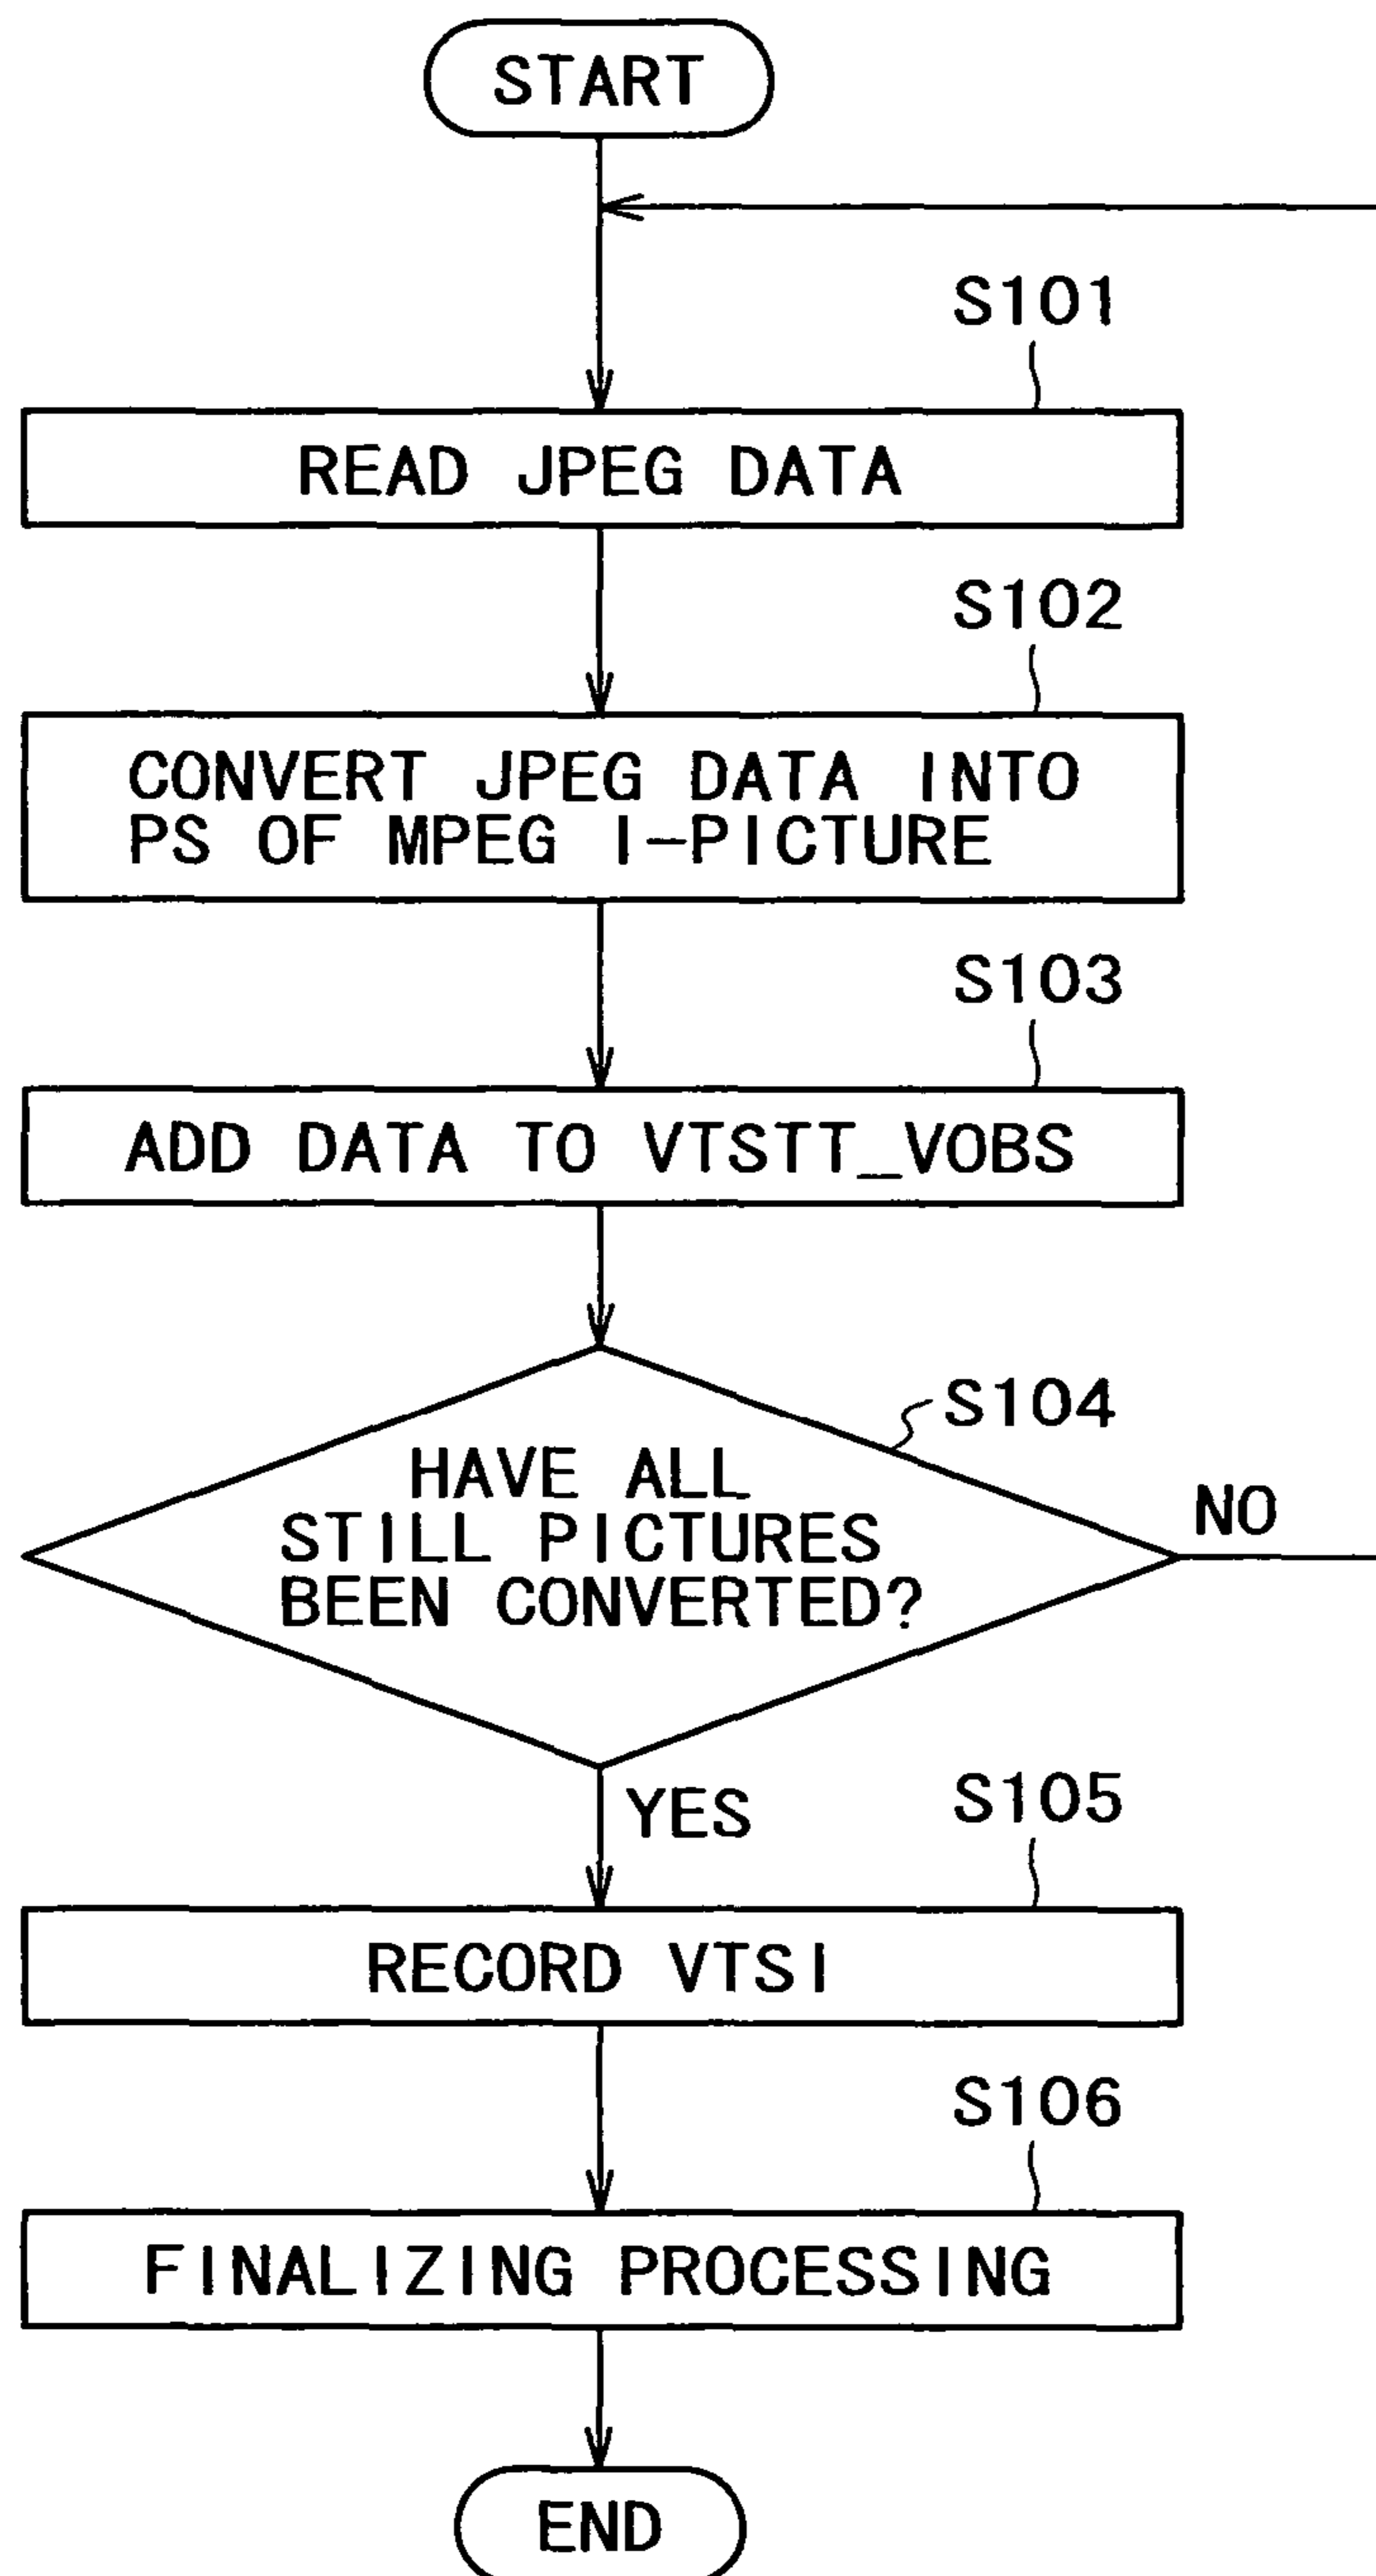 START
S101
READ JPEG DATA
S102
CONVERT JPEG DATA INTO
PS OF MPEG I-PICTURE
S103
ADD DATA TO VTSTT_VOBS
S104
HAVE ALL
STILL PICTURES
BEEN CONVERTED?
NO
YES
S105
RECORD VTSI
S106
FINALIZING PROCESSING
END